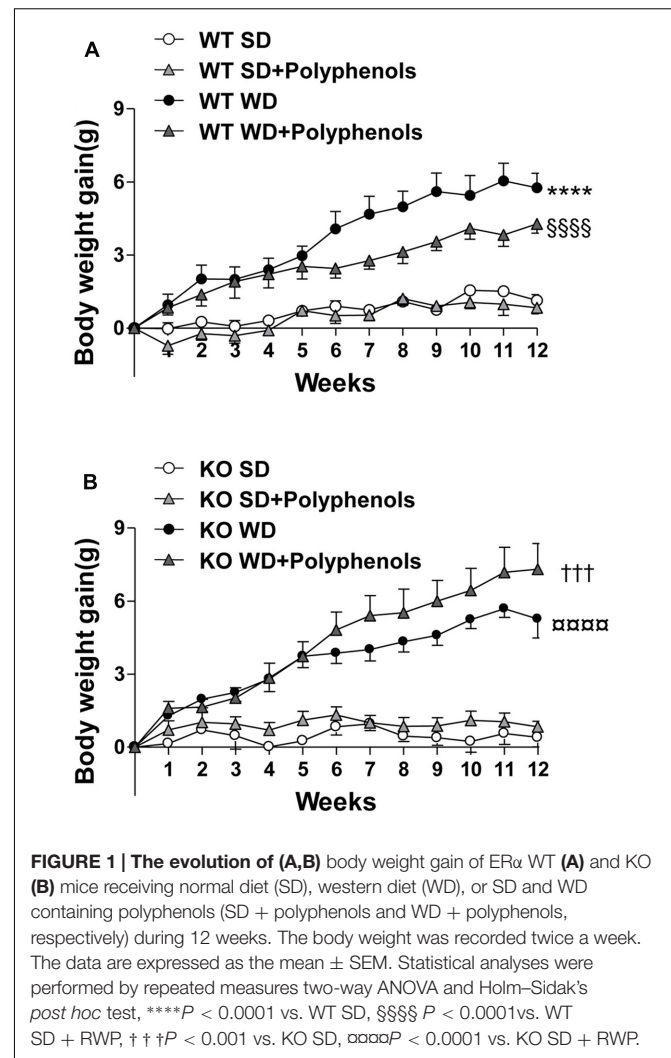 A
WT SD
WT SD+Polyphenols
WT WD
WT WD+Polyphenols
Body weight gain(g)
9
6
3
0
****
§§§§
1 2 3 4 5 6 7 8 9 10 11 12
Weeks
B
KO SD
KO SD+Polyphenols
KO WD
KO WD+Polyphenols
Body weight gain(g)
9
6
3
0
†††
¤¤¤¤
1 2 3 4 5 6 7 8 9 10 11 12
Weeks
FIGURE 1 | The evolution of (A,B) body weight gain of ERα WT (A) and KO
(B) mice receiving normal diet (SD), western diet (WD), or SD and WD
containing polyphenols (SD + polyphenols and WD + polyphenols,
respectively) during 12 weeks. The body weight was recorded twice a week.
The data are expressed as the mean ± SEM. Statistical analyses were
performed by repeated measures two-way ANOVA and Holm–Sidak's
post hoc test, ****P < 0.0001 vs. WT SD, §§§§ P < 0.0001vs. WT
SD + RWP, † † †P < 0.001 vs. KO SD, ¤¤¤¤P < 0.0001 vs. KO SD + RWP.